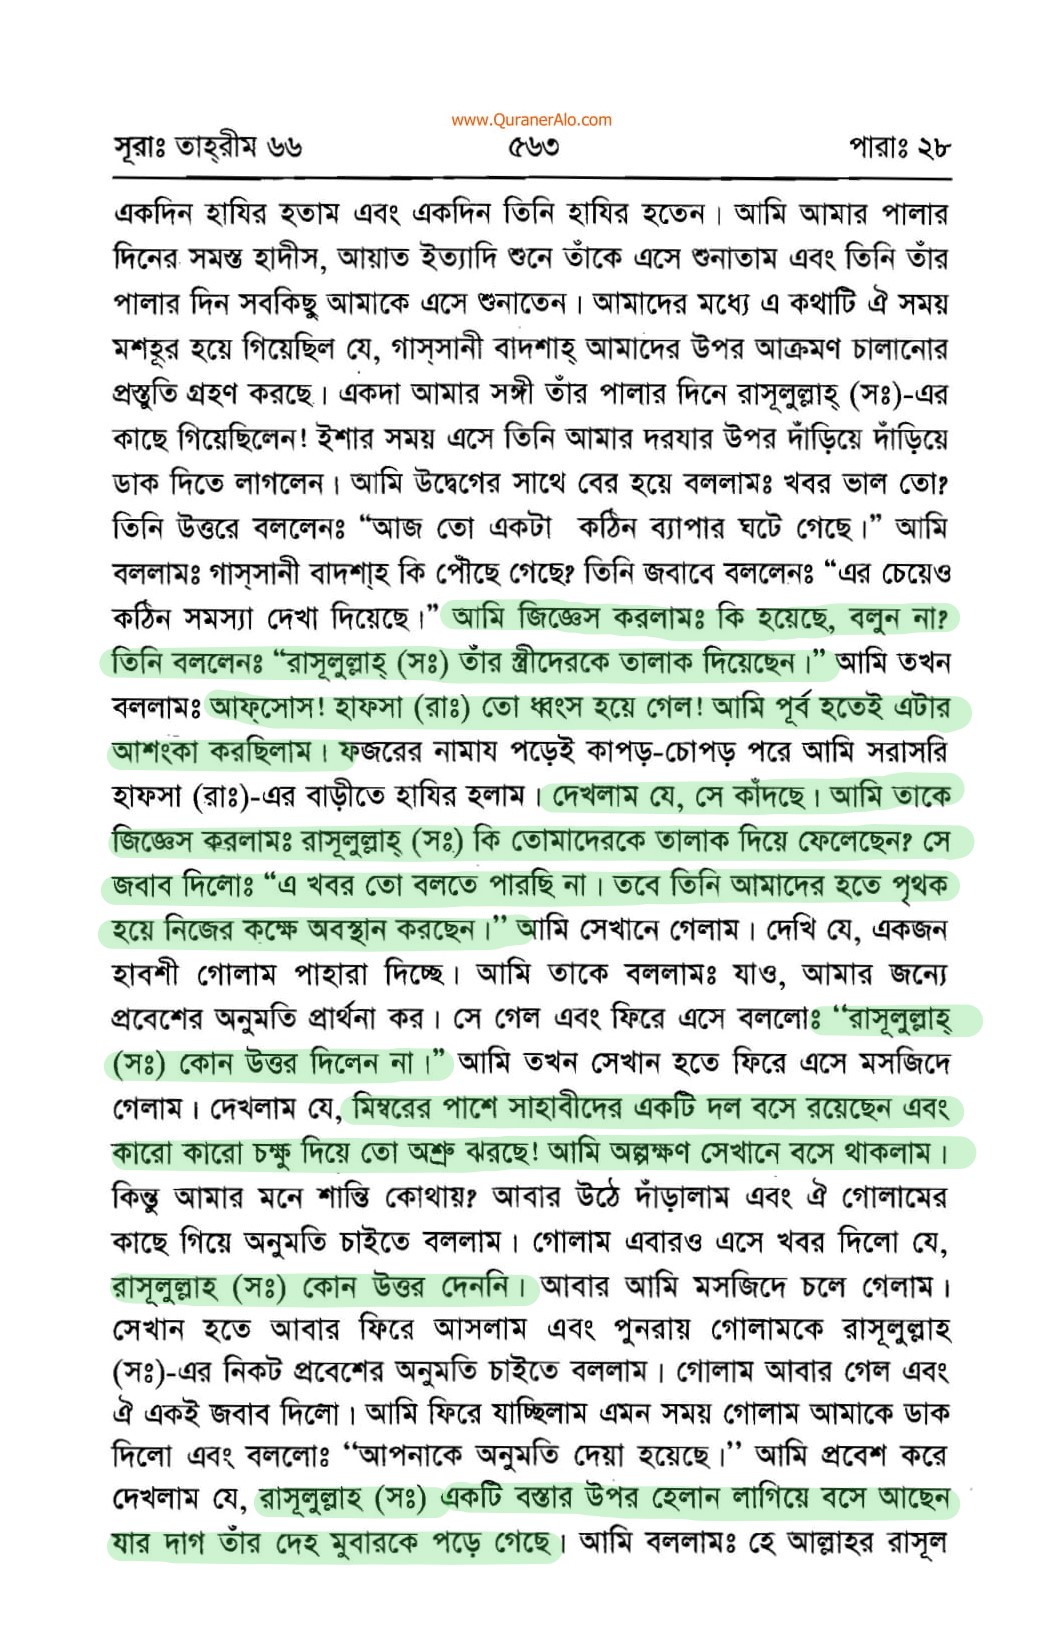 www.QuranerAlo.com
সূরাঃ তাহ্‌রীম ৬৬ ৫৬৩ পারাঃ ২৮
একদিন হাযির হতাম এবং একদিন তিনি হাযির হতেন। আমি আমার পালার
দিনের সমস্ত হাদীস, আয়াত ইত্যাদি শুনে তাঁকে এসে শুনাতাম এবং তিনি তাঁর
পালার দিন সবকিছু আমাকে এসে শুনাতেন। আমাদের মধ্যে এ কথাটি ঐ সময়
মশহূর হয়ে গিয়েছিল যে, গাস্‌সানী বাদশাহ্ আমাদের উপর আক্রমণ চালানোর
প্রস্তুতি গ্রহণ করছে। একদা আমার সঙ্গী তাঁর পালার দিনে রাসূলুল্লাহ্ (সঃ)-এর
কাছে গিয়েছিলেন! ইশার সময় এসে তিনি আমার দরযার উপর দাঁড়িয়ে দাঁড়িয়ে
ডাক দিতে লাগলেন। আমি উদ্বেগের সাথে বের হয়ে বললামঃ খবর ভাল তো?
তিনি উত্তরে বললেনঃ “আজ তো একটা কঠিন ব্যাপার ঘটে গেছে।” আমি
বললামঃ গাস্‌সানী বাদশাহ্ কি পৌঁছে গেছে? তিনি জবাবে বললেনঃ “এর চেয়েও
কঠিন সমস্যা দেখা দিয়েছে।” আমি জিজ্ঞেস করলামঃ কি হয়েছে, বলুন না?
তিনি বললেনঃ “রাসূলুল্লাহ্ (সঃ) তাঁর স্ত্রীদেরকে তালাক দিয়েছেন।” আমি তখন
বললামঃ আফ্‌সোস! হাফসা (রাঃ) তো ধ্বংস হয়ে গেল! আমি পূর্ব হতেই এটার
আশংকা করছিলাম। ফজরের নামায পড়েই কাপড়-চোপড় পরে আমি সরাসরি
হাফসা (রাঃ)-এর বাড়ীতে হাযির হলাম। দেখলাম যে, সে কাঁদছে। আমি তাকে
জিজ্ঞেস করলামঃ রাসূলুল্লাহ্ (সঃ) কি তোমাদেরকে তালাক দিয়ে ফেলেছেন? সে
জবাব দিলোঃ “এ খবর তো বলতে পারছি না। তবে তিনি আমাদের হতে পৃথক
হয়ে নিজের কক্ষে অবস্থান করছেন।” আমি সেখানে গেলাম। দেখি যে, একজন
হাবশী গোলাম পাহারা দিচ্ছে। আমি তাকে বললামঃ যাও, আমার জন্যে
প্রবেশের অনুমতি প্রার্থনা কর। সে গেল এবং ফিরে এসে বললোঃ “রাসূলুল্লাহ্
(সঃ) কোন উত্তর দিলেন না।” আমি তখন সেখান হতে ফিরে এসে মসজিদে
গেলাম। দেখলাম যে, মিম্বরের পাশে সাহাবীদের একটি দল বসে রয়েছেন এবং
কারো কারো চক্ষু দিয়ে তো অশ্রু ঝরছে! আমি অল্পক্ষণ সেখানে বসে থাকলাম।
কিন্তু আমার মনে শান্তি কোথায়? আবার উঠে দাঁড়ালাম এবং ঐ গোলামের
কাছে গিয়ে অনুমতি চাইতে বললাম। গোলাম এবারও এসে খবর দিলো যে,
রাসূলুল্লাহ (সঃ) কোন উত্তর দেননি। আবার আমি মসজিদে চলে গেলাম।
সেখান হতে আবার ফিরে আসলাম এবং পুনরায় গোলামকে রাসূলুল্লাহ
(সঃ)-এর নিকট প্রবেশের অনুমতি চাইতে বললাম। গোলাম আবার গেল এবং
ঐ একই জবাব দিলো। আমি ফিরে যাচ্ছিলাম এমন সময় গোলাম আমাকে ডাক
দিলো এবং বললোঃ “আপনাকে অনুমতি দেয়া হয়েছে।” আমি প্রবেশ করে
দেখলাম যে, রাসূলুল্লাহ (সঃ) একটি বস্তার উপর হেলান লাগিয়ে বসে আছেন
যার দাগ তাঁর দেহ মুবারকে পড়ে গেছে। আমি বললামঃ হে আল্লাহর রাসূল